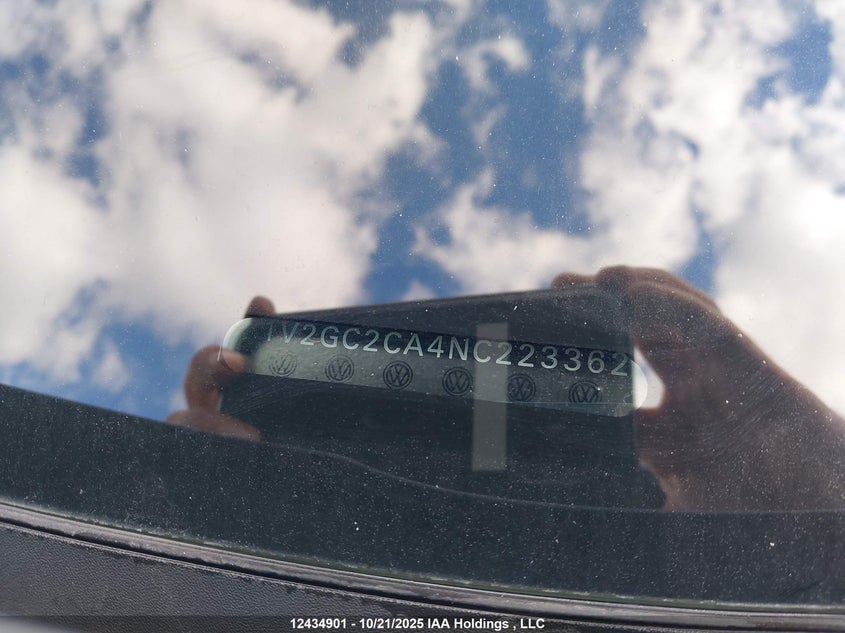 1V2GC2CA4NC223362
12434901 - 10/21/2025 IAA Holdings , LLC